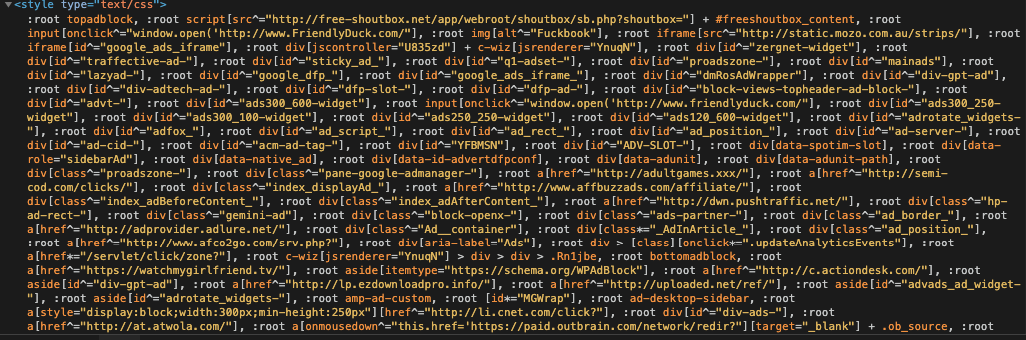 <style type="text/css">
:root topadblock, :root script[src^="http://free-shoutbox.net/app/webroot/shoutbox/sb.php?shoutbox="] + #freeshoutbox_content, :root
input[onclick^="window.open('http://www.FriendlyDuck.com/"], :root img[alt^="Fuckbook"], :root iframe[src^="http://static.mozo.com.au/strips/"], :root
iframe[id^="google_ads_iframe"], :root div[jscontroller="U835zd"] + c-wiz[jsrenderer="YnuqN"], :root div[id^="zergnet-widget"], :root
div[id^="traffective-ad-"], :root div[id^="sticky_ad_"], :root div[id^="q1-adset-"], :root div[id^="proadszone-"], :root div[id^="mainads"], :root
div[id^="lazyad-"], :root div[id^="google_dfp_"], :root div[id^="google_ads_iframe_"], :root div[id^="dmRosAdWrapper"], :root div[id^="div-gpt-ad"],
:root div[id^="div-adtech-ad-"], :root div[id^="dfp-slot-"], :root div[id^="dfp-ad-"], :root div[id^="block-views-topheader-ad-block-"], :root
div[id^="advt-"], :root div[id^="ads300_600-widget"], :root input[onclick^="window.open('http://www.friendlyduck.com/"], :root div[id^="ads300_250-
widget"], :root div[id^="ads300_100-widget"], :root div[id^="ads250_250-widget"], :root div[id^="ads120_600-widget"], :root div[id^="adrotate_widgets-
"], :root div[id^="adfox_"], :root div[id^="ad_script_"], :root div[id^="ad_rect_"], :root div[id^="ad_position_"], :root div[id^="ad-server-"], :root
div[id^="ad-cid-"], :root div[id^="acm-ad-tag-"], :root div[id^="YFBMSN"], :root div[id^="ADV-SLOT-"], :root div[data-spotim-slot], :root div[data-
role="sidebarAd"], :root div[data-native_ad], :root div[data-id-advertdfpconf], :root div[data-adunit], :root div[data-adunit-path], :root
div[class^="proadszone-"], :root div[class^="pane-google-admanager-"], :root a[href^="http://adultgames.xxx/"], :root a[href^="http://semi-
cod.com/clicks/"], :root div[class^="index_displayAd_"], :root a[href^="http://www.affbuzzads.com/affiliate/"], :root
div[class^="index_adBeforeContent_"], :root div[class^="index_adAfterContent_"], :root a[href^="http://dwn.pushtraffic.net/"], :root div[class^="hp-
ad-rect-"], :root div[class^="gemini-ad"], :root div[class^="block-openx-"], :root div[class^="ads-partner-"], :root div[class^="ad_border_"], :root
a[href^="http://adprovider.adlure.net/"], :root div[class^="Ad__container"], :root div[class*="_AdInArticle_"], :root div[class^="ad_position_"], :root
:root a[href^="http://www.afco2go.com/srv.php?"], :root div[aria-label="Ads"], :root div > [class][onclick*=".updateAnalyticsEvents"], :root
a[href*="/servlet/click/zone?"], :root c-wiz[jsrenderer="YnuqN"] > div > div > .Rn1jbe, :root bottomadblock, :root
a[href^="https://watchmygirlfriend.tv/"], :root aside[itemtype="https://schema.org/WPAdBlock"], :root a[href^="http://c.actiondesk.com/"], :root
aside[id^="div-gpt-ad"], :root a[href^="http://lp.ezdownloadpro.info/"], :root a[href^="http://uploaded.net/ref/"], :root aside[id^="advads_ad_widget-
"], :root aside[id^="adrotate_widgets-"], :root amp-ad-custom, :root [id*="MGWrap"], :root ad-desktop-sidebar, :root
a[style="display:block;width:300px;min-height:250px"][href^="http://li.cnet.com/click?"], :root div[id^="div-ads-"], :root
a[href^="http://at.atwola.com/"], :root a[onmousedown^="this.href='https://paid.outbrain.com/network/redir?"][target="_blank"] + .ob_source, :root